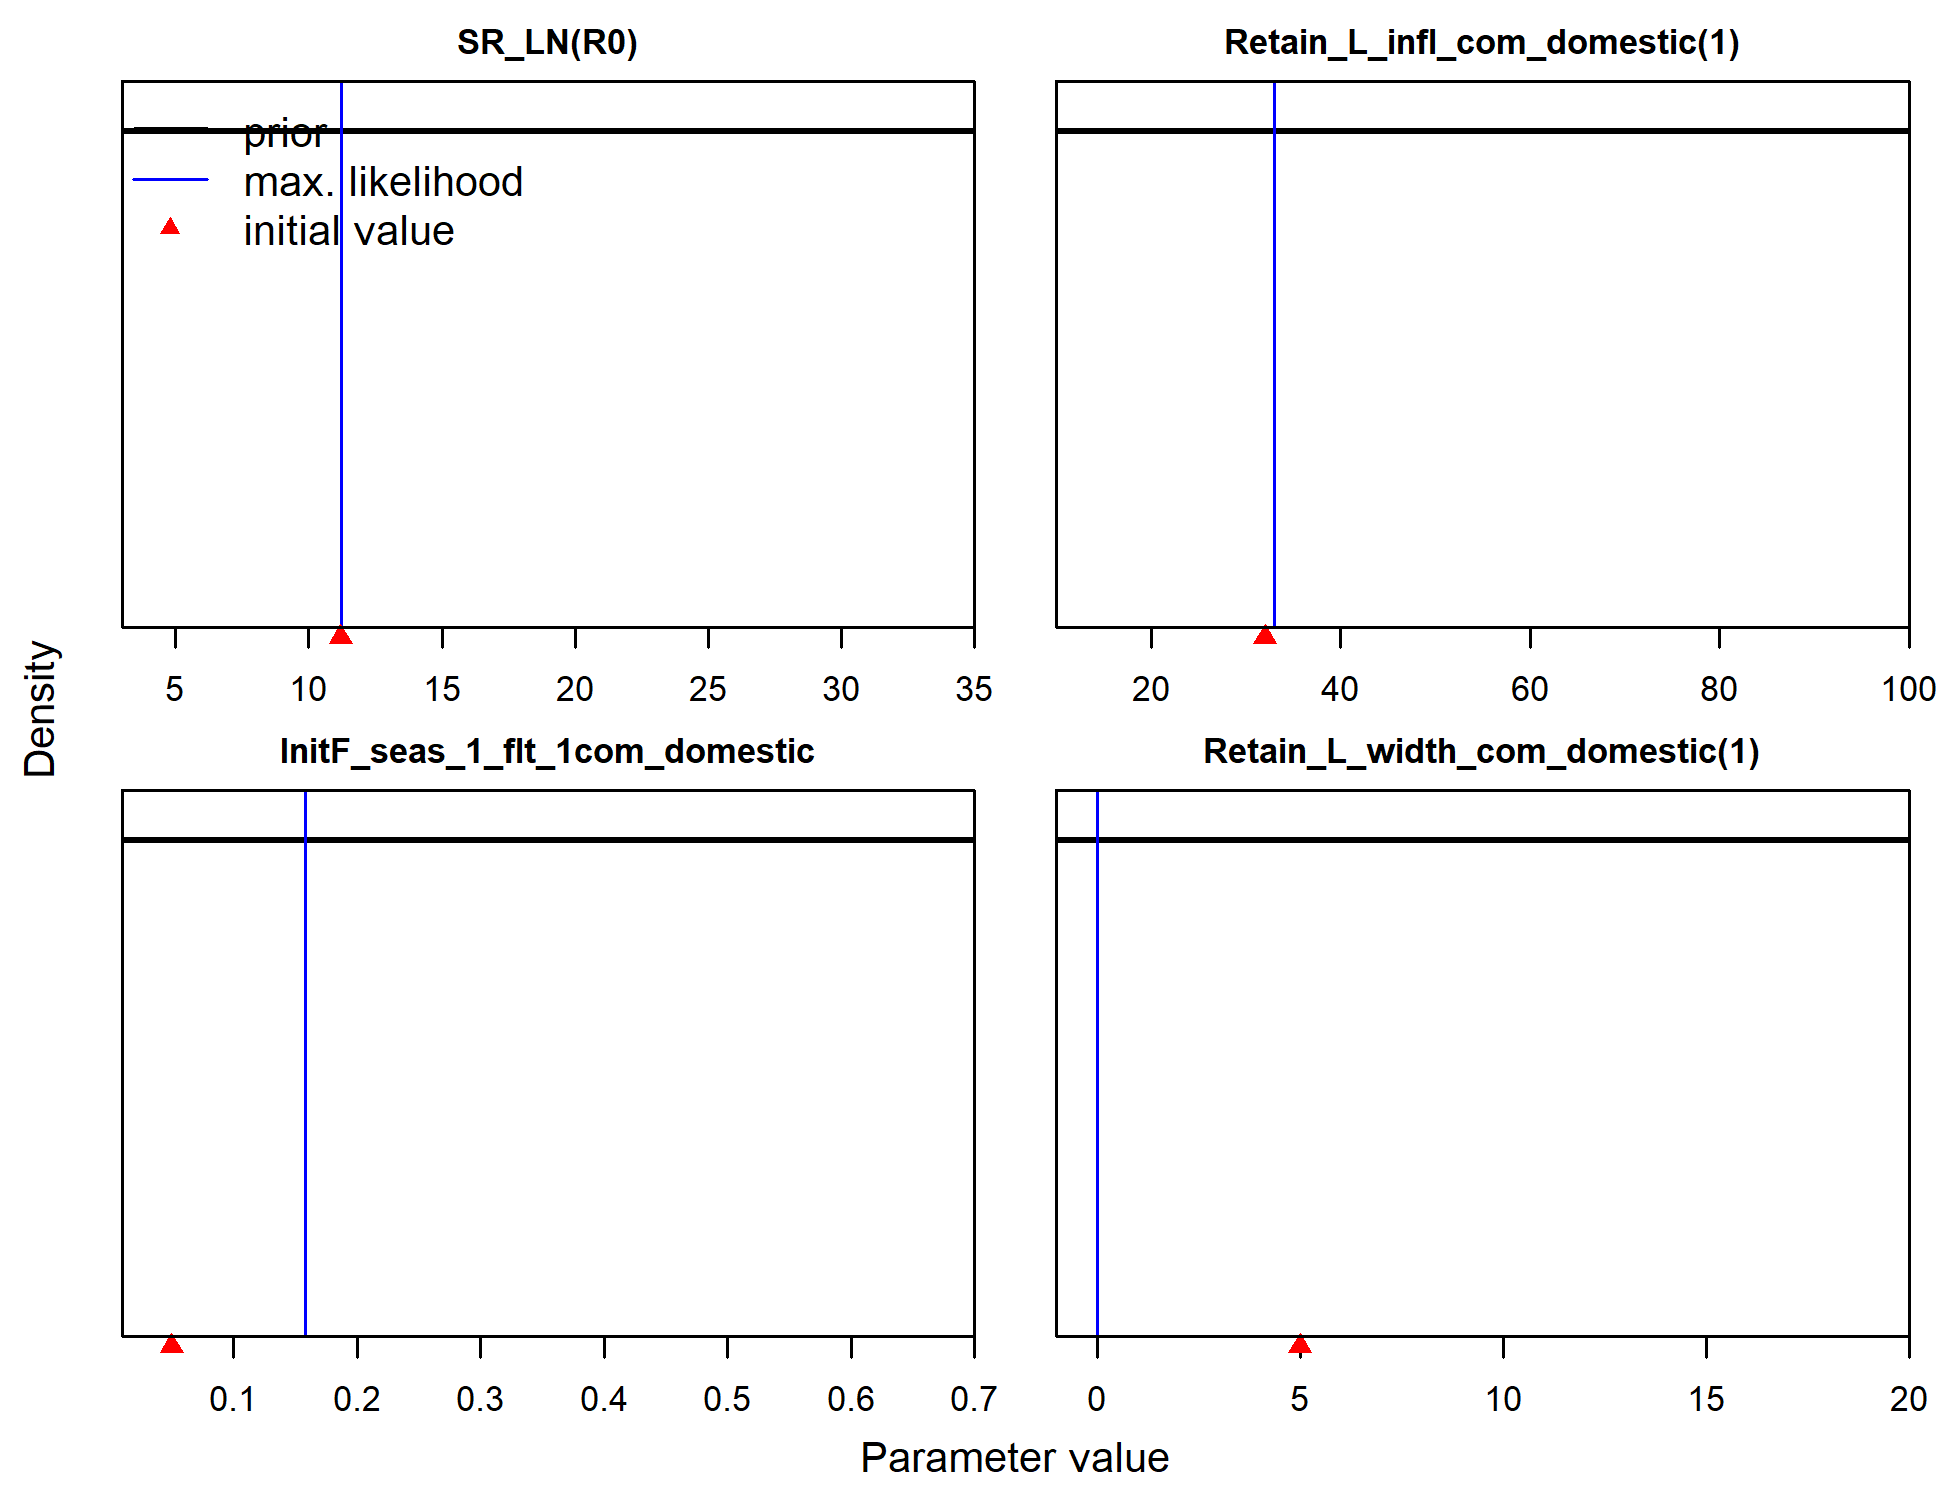 SR_LN(R0)
prior
max. likelihood
initial value
5 10 15 20 25 30 35
Retain_L_infl_com_domestic(1)
20 40 60 80 100
Density
InitF_seas_1_flt_1com_domestic
0.1 0.2 0.3 0.4 0.5 0.6 0.7
Retain_L_width_com_domestic(1)
0 5 10 15 20
Parameter value